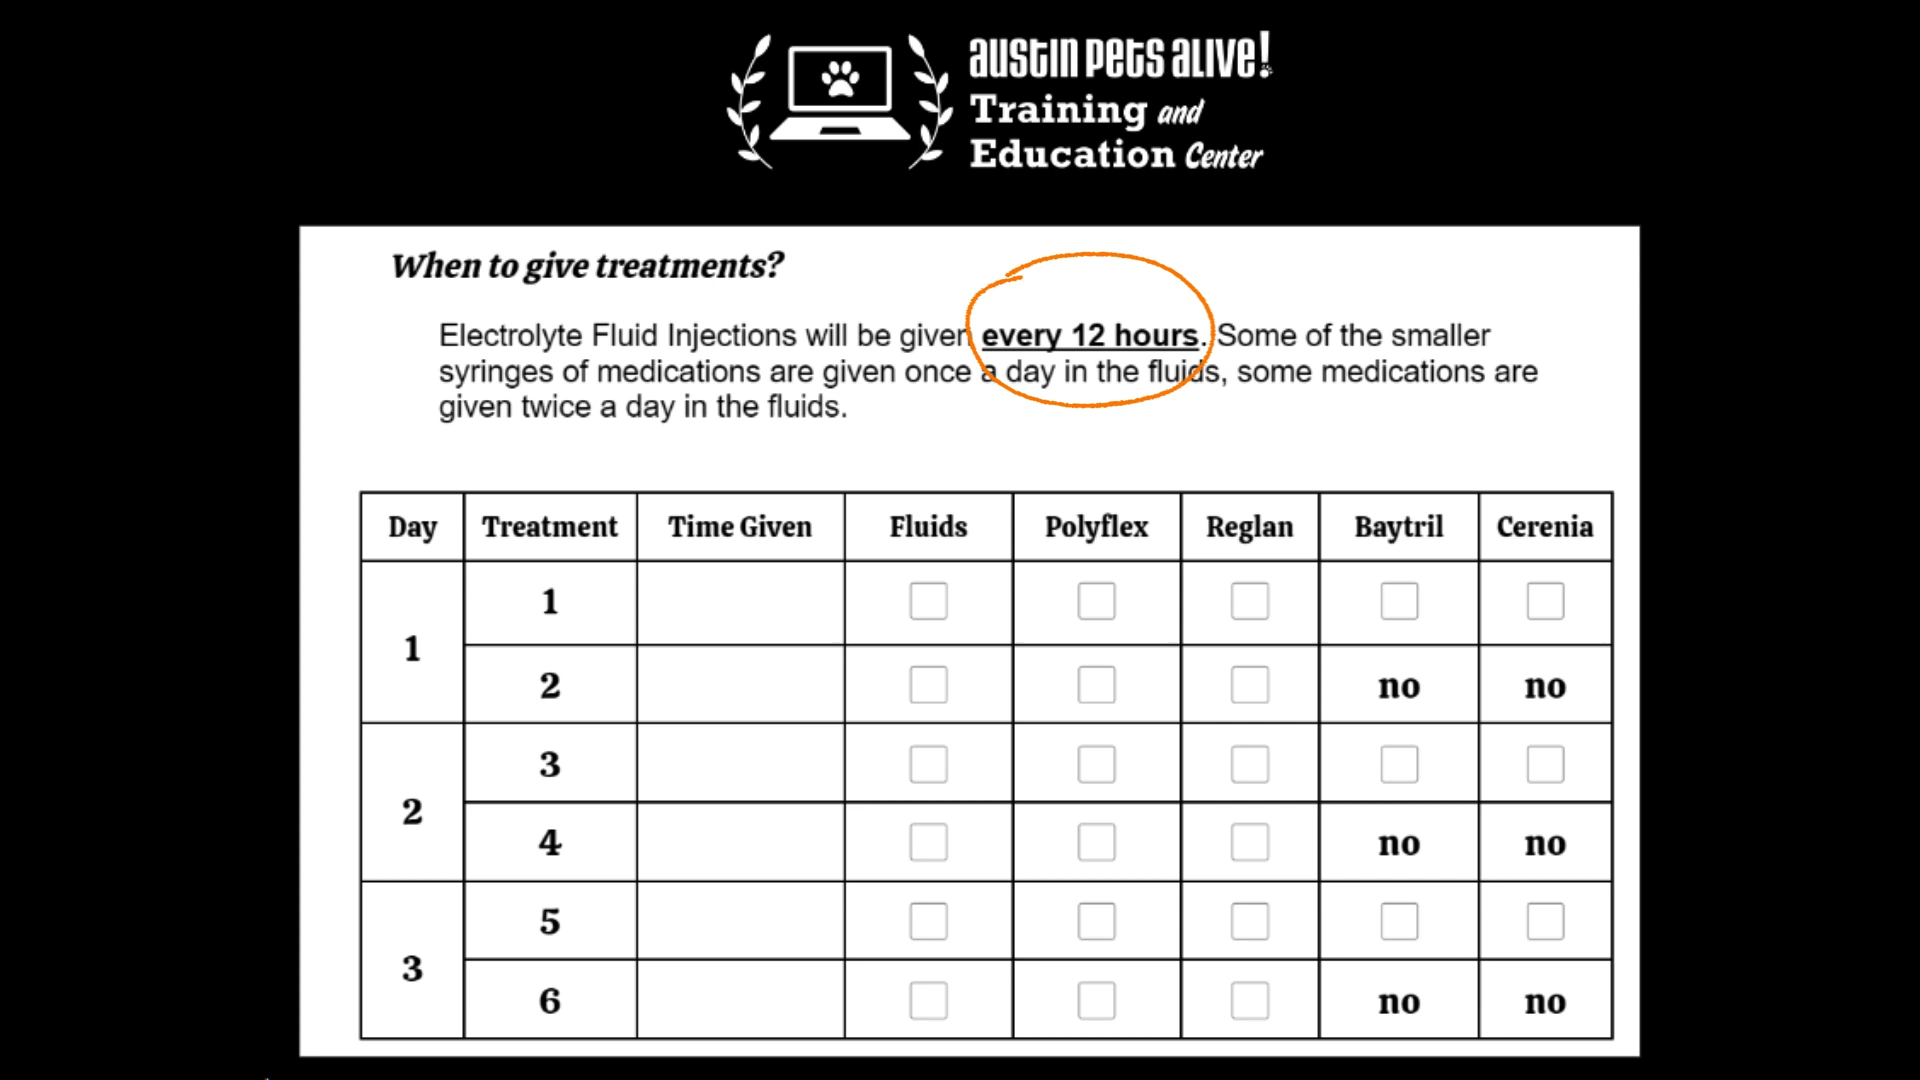 austin pets alive!
Training and
Education Center
When to give treatments?
Electrolyte Fluid Injections will be given every 12 hours. Some of the smaller
syringes of medications are given once a day in the fluids, some medications are
given twice a day in the fluids.
Day Treatment Time Given Fluids Polyflex Reglan Baytril Cerenia
1 1
2 no no
2 3
4 no no
3 5
6 no no